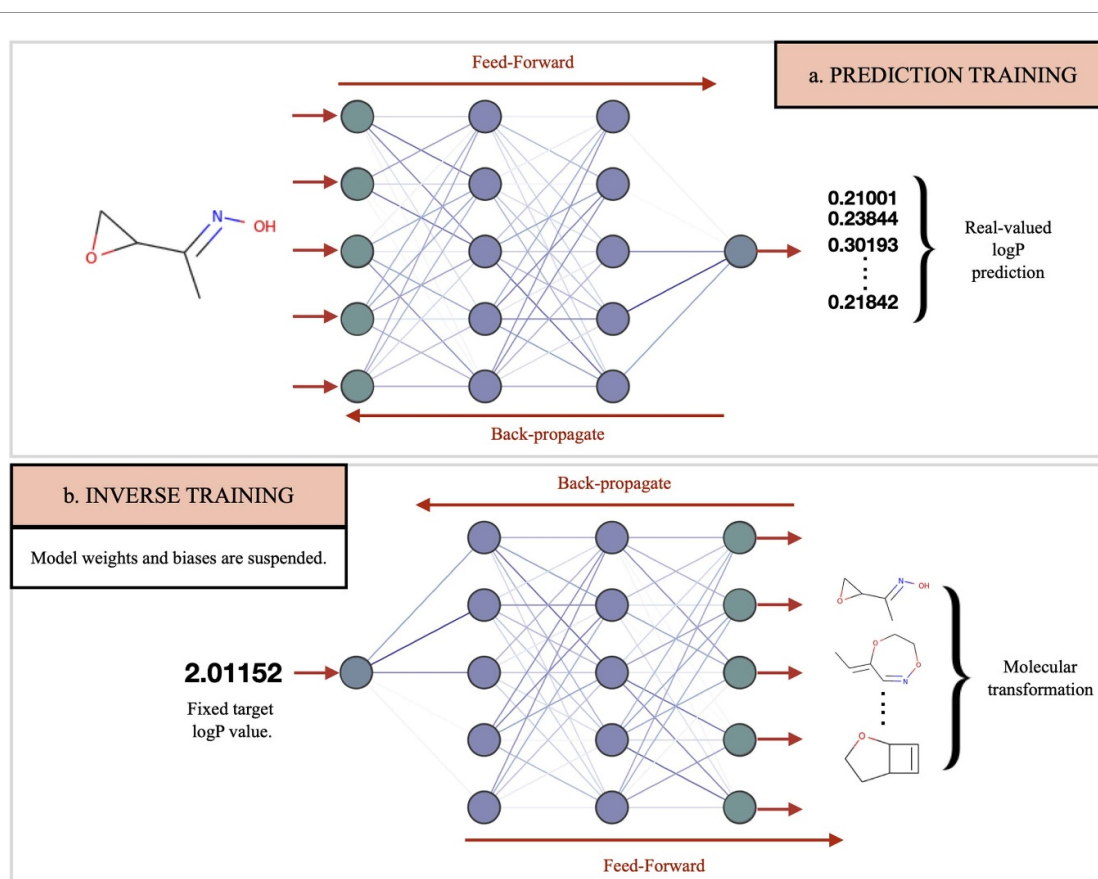 Feed-Forward
a. PREDICTION TRAINING
N
OH
O
0.21001
0.23844
0.30193
0.21842
Real-valued
logP
prediction
Back-propagate
b. INVERSE TRAINING
Model weights and biases are suspended.
Back-propagate
2.01152
Fixed target
logP value.
N
OH
O
O
O
N
O
Molecular
transformation
Feed-Forward